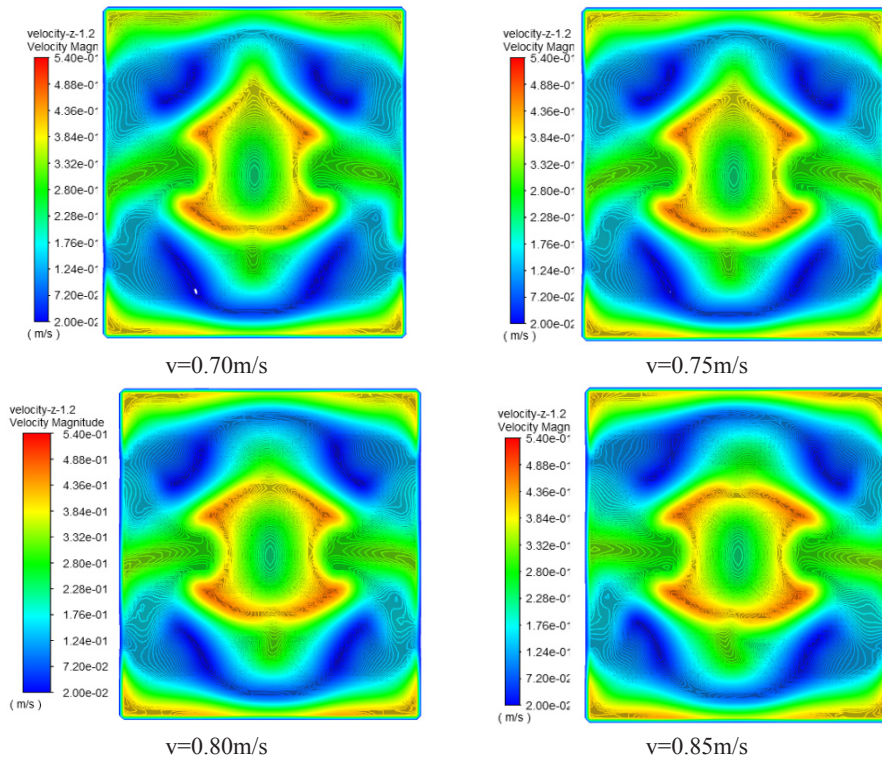 velocity-z-1.2
Velocity Magn
5.40e-0
4.88e-0
4.36e-0
3.84e-0
3.32e-0
2.80e-0
2.28e-0
1.76e-0
1.24e-0
7.20e-02
2.00e-02
( m/s )
v=0.70m/s
velocity-z-1.2
Velocity Magn
5.40e-0
4.88e-0
4.36e-0
3.84e-0
3.32e-0
2.80e-0
2.28e-0
1.76e-0
1.24e-0
7.20e-02
2.00e-02
( m/s )
v=0.75m/s
velocity-z-1.2
Velocity Magnitude
5.40e-01
4.88e-01
4.36e-01
3.84e-01
3.32e-01
2.80e-01
2.28e-01
1.76e-01
1.24e-01
7.20e-02
2.00e-02
( m/s )
v=0.80m/s
velocity-z-1.2
Velocity Magn
5.40e-0
4.88e-0
4.36e-0
3.84e-0
3.32e-0
2.80e-0
2.28e-0
1.76e-0
1.24e-0
7.20e-02
2.00e-02
( m/s )
v=0.85m/s